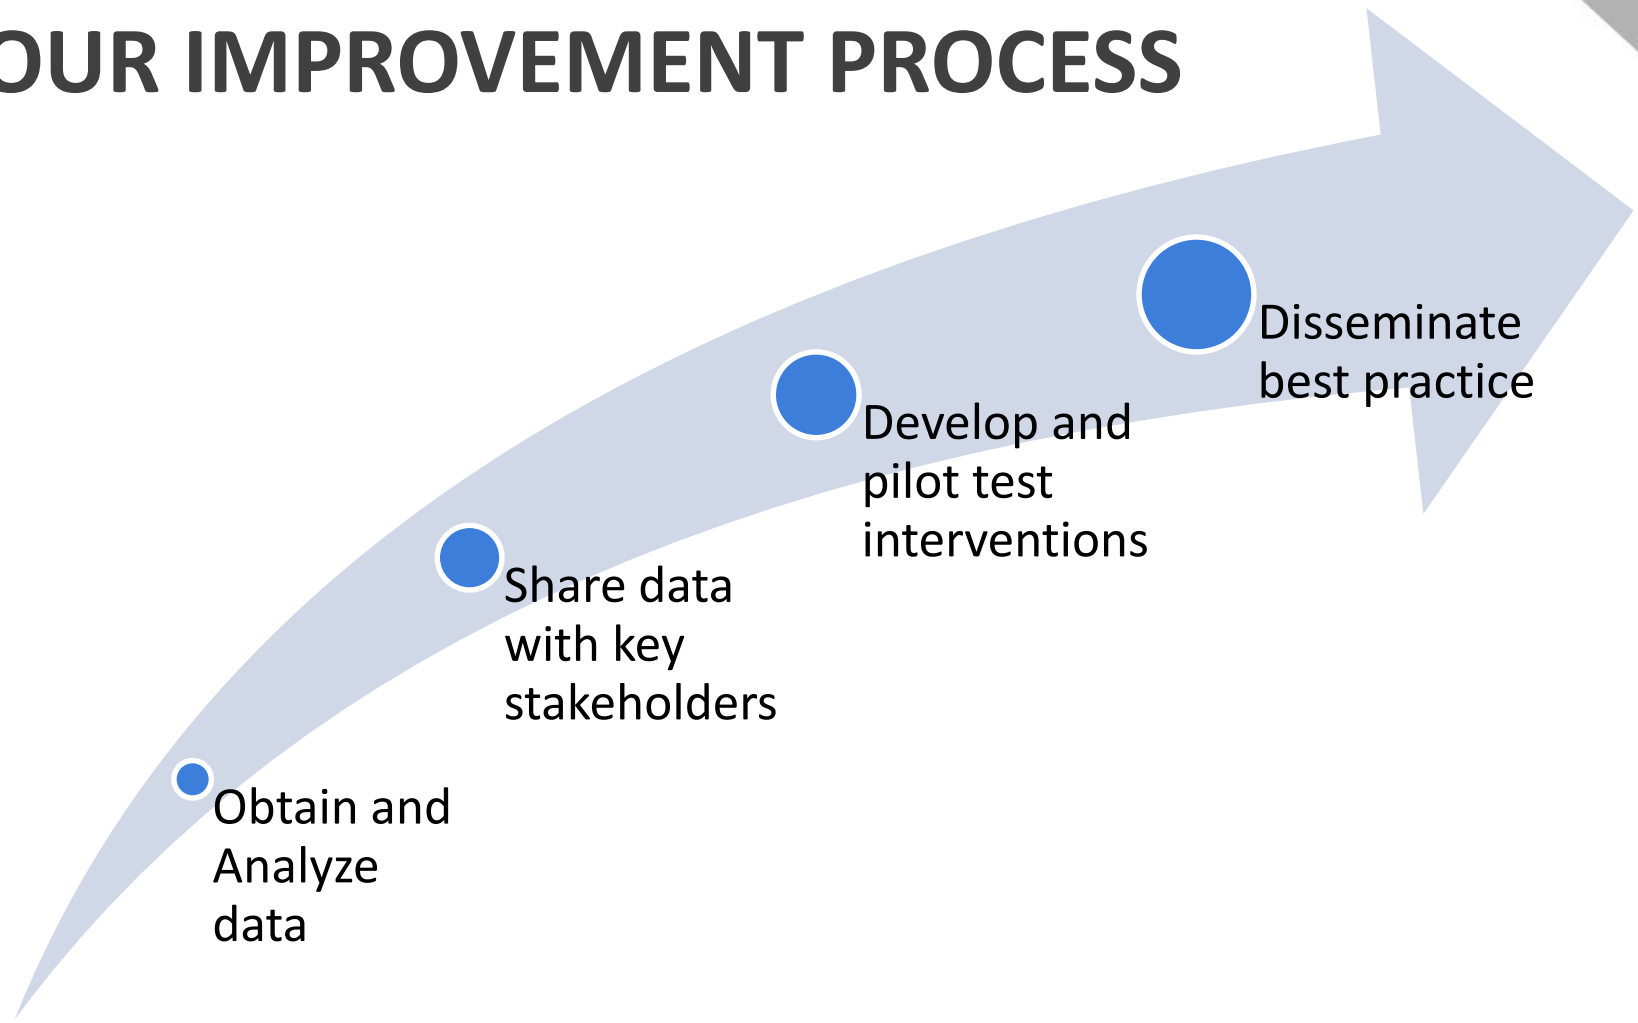 OUR IMPROVEMENT PROCESS
Obtain and
Analyze
data
Share data
with key
stakeholders
Develop and
pilot test
interventions
Disseminate
best practice